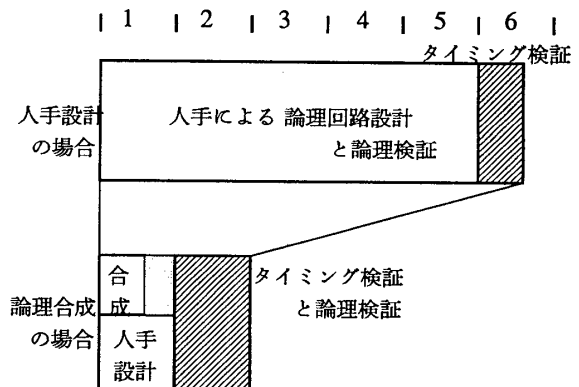 1 2 3 4 5 6
タイミング検証
人手設計
の場合
人手による 論理回路設計
と論理検証
合
成
タイミング検証
と論理検証
論理合成
の場合
人手
設計